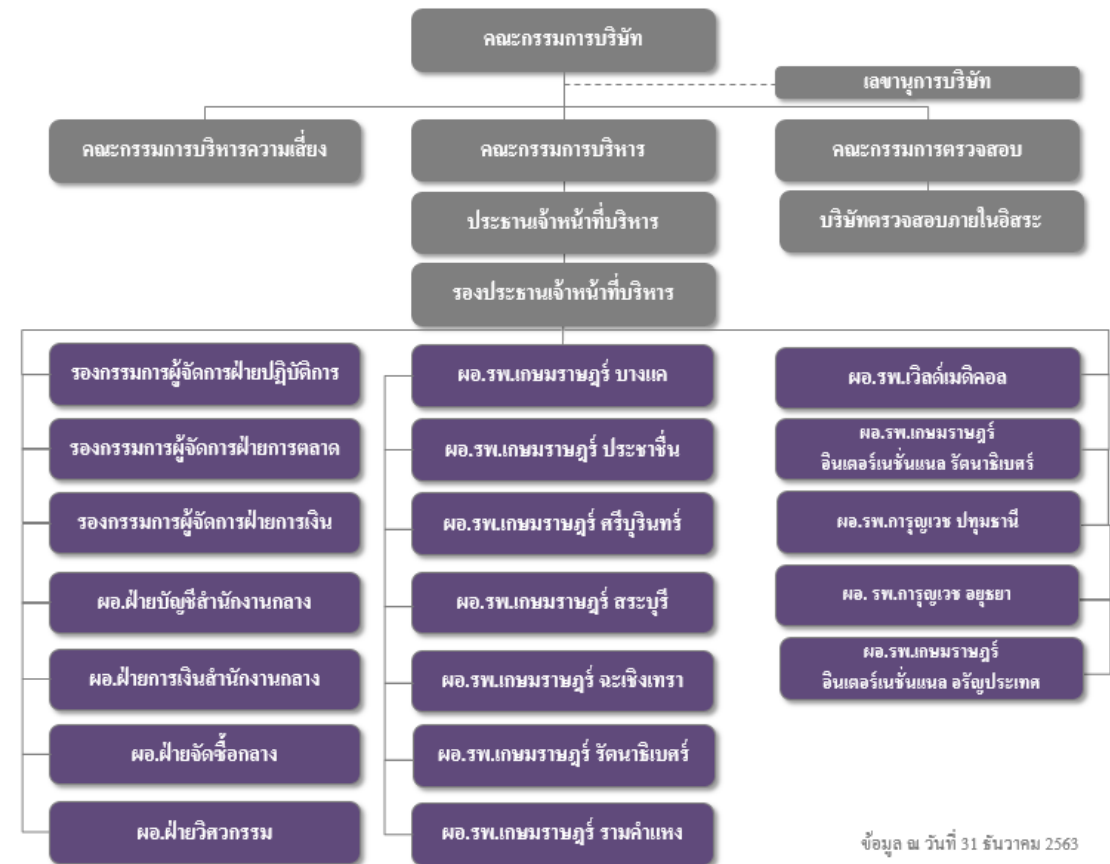 คณะกรรมการบริษัท
เลขานุการบริษัท
คณะกรรมการบริหารความเสี่ยง
คณะกรรมการบริหาร
คณะกรรมการตรวจสอบ
ประธานเจ้าหน้าที่บริหาร
บริษัทตรวจสอบภายในอิสระ
รองประธานเจ้าหน้าที่บริหาร
รองกรรมการผู้จัดการฝ่ายปฏิบัติการ
รองกรรมการผู้จัดการฝ่ายการตลาด
รองกรรมการผู้จัดการฝ่ายการเงิน
ผอ.ฝ่ายบัญชีสำนักงานกลาง
ผอ.ฝ่ายการเงินสำนักงานกลาง
ผอ.ฝ่ายจัดซื้อกลาง
ผอ.ฝ่ายวิศวกรรม
ผอ.รพ.เกษมราษฎร์ บางแค
ผอ.รพ.เกษมราษฎร์ ประชาชื่น
ผอ.รพ.เกษมราษฎร์ ศรีบุรินทร์
ผอ.รพ.เกษมราษฎร์ สระบุรี
ผอ.รพ.เกษมราษฎร์ ฉะเชิงเทรา
ผอ.รพ.เกษมราษฎร์ รัตนาธิเบศร์
ผอ.รพ.เกษมราษฎร์ รามคำแหง
ผอ.รพ.เวิลด์เมดิคอล
ผอ.รพ.เกษมราษฎร์
อินเตอร์เนชั่นแนล รัตนาธิเบศร์
ผอ.รพ.การุญเวช ปทุมธานี
ผอ. รพ.การุญเวช อยุธยา
ผอ.รพ.เกษมราษฎร์
อินเตอร์เนชั่นแนล อรัญประเทศ
ข้อมูล ณ วันที่ 31 ธันวาคม 2563